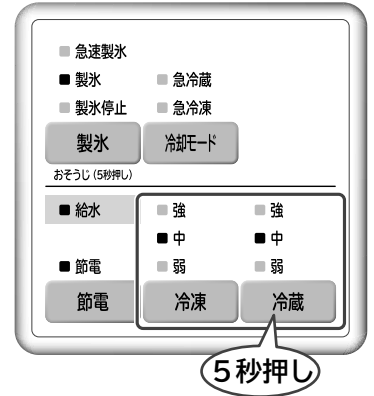 急速製氷
製氷 急冷蔵
製氷停止 急冷凍
製氷 冷却モード
おそうじ（5秒押し）
給水 強 強
中 中
節電 弱 弱
節電 冷凍 冷蔵
５秒押し